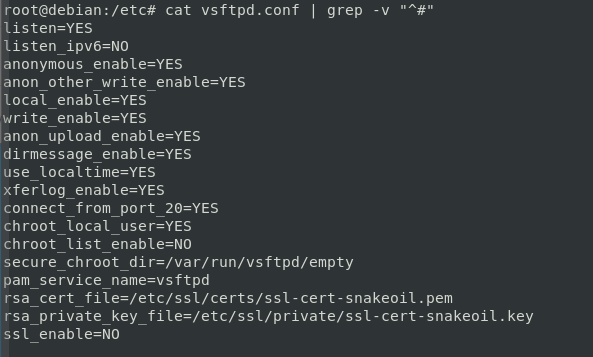 root@debian:/etc# cat vsftpd.conf | grep -v "^#"
listen=YES
listen_ipv6=NO
anonymous_enable=YES
anon_other_write_enable=YES
local_enable=YES
write_enable=YES
anon_upload_enable=YES
dirmessage_enable=YES
use_localtime=YES
xferlog_enable=YES
connect_from_port_20=YES
chroot_local_user=YES
chroot_list_enable=NO
secure_chroot_dir=/var/run/vsftpd/empty
pam_service_name=vsftpd
rsa_cert_file=/etc/ssl/certs/ssl-cert-snakeoil.pem
rsa_private_key_file=/etc/ssl/private/ssl-cert-snakeoil.key
ssl_enable=NO